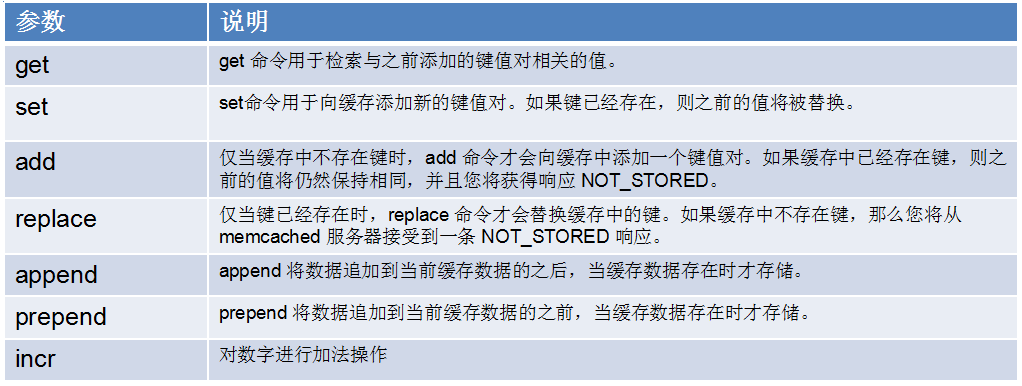 参数 说明
get get 命令用于检索与之前添加的键值对相关的值。
set set命令用于向缓存添加新的键值对。如果键已经存在，则之前的值将被替换。
add 仅当缓存中不存在键时，add 命令才会向缓存中添加一个键值对。如果缓存中已经存在键，则之
前的值将仍然保持相同，并且您将获得响应 NOT_STORED。
replace 仅当键已经存在时，replace 命令才会替换缓存中的键。如果缓存中不存在键，那么您将从
memcached 服务器接受到一条 NOT_STORED 响应。
append append 将数据追加到当前缓存数据的之后，当缓存数据存在时才存储。
prepend prepend 将数据追加到当前缓存数据的之前，当缓存数据存在时才存储。
incr 对数字进行加法操作